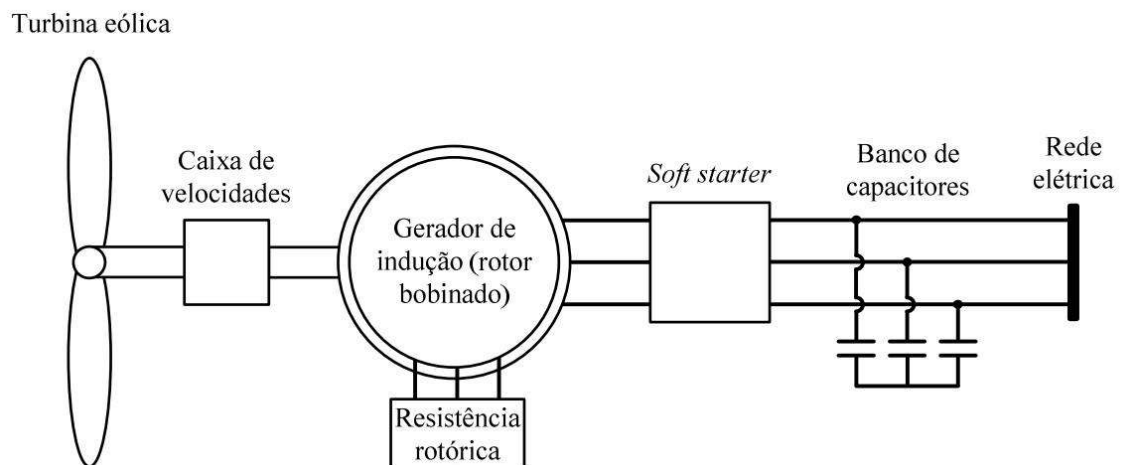 Turbina eólica
Caixa de
velocidades
Gerador de
indução (rotor
bobinado)
Resistência
rotórica
Soft starter
Banco de
capacitores
Rede
elétrica